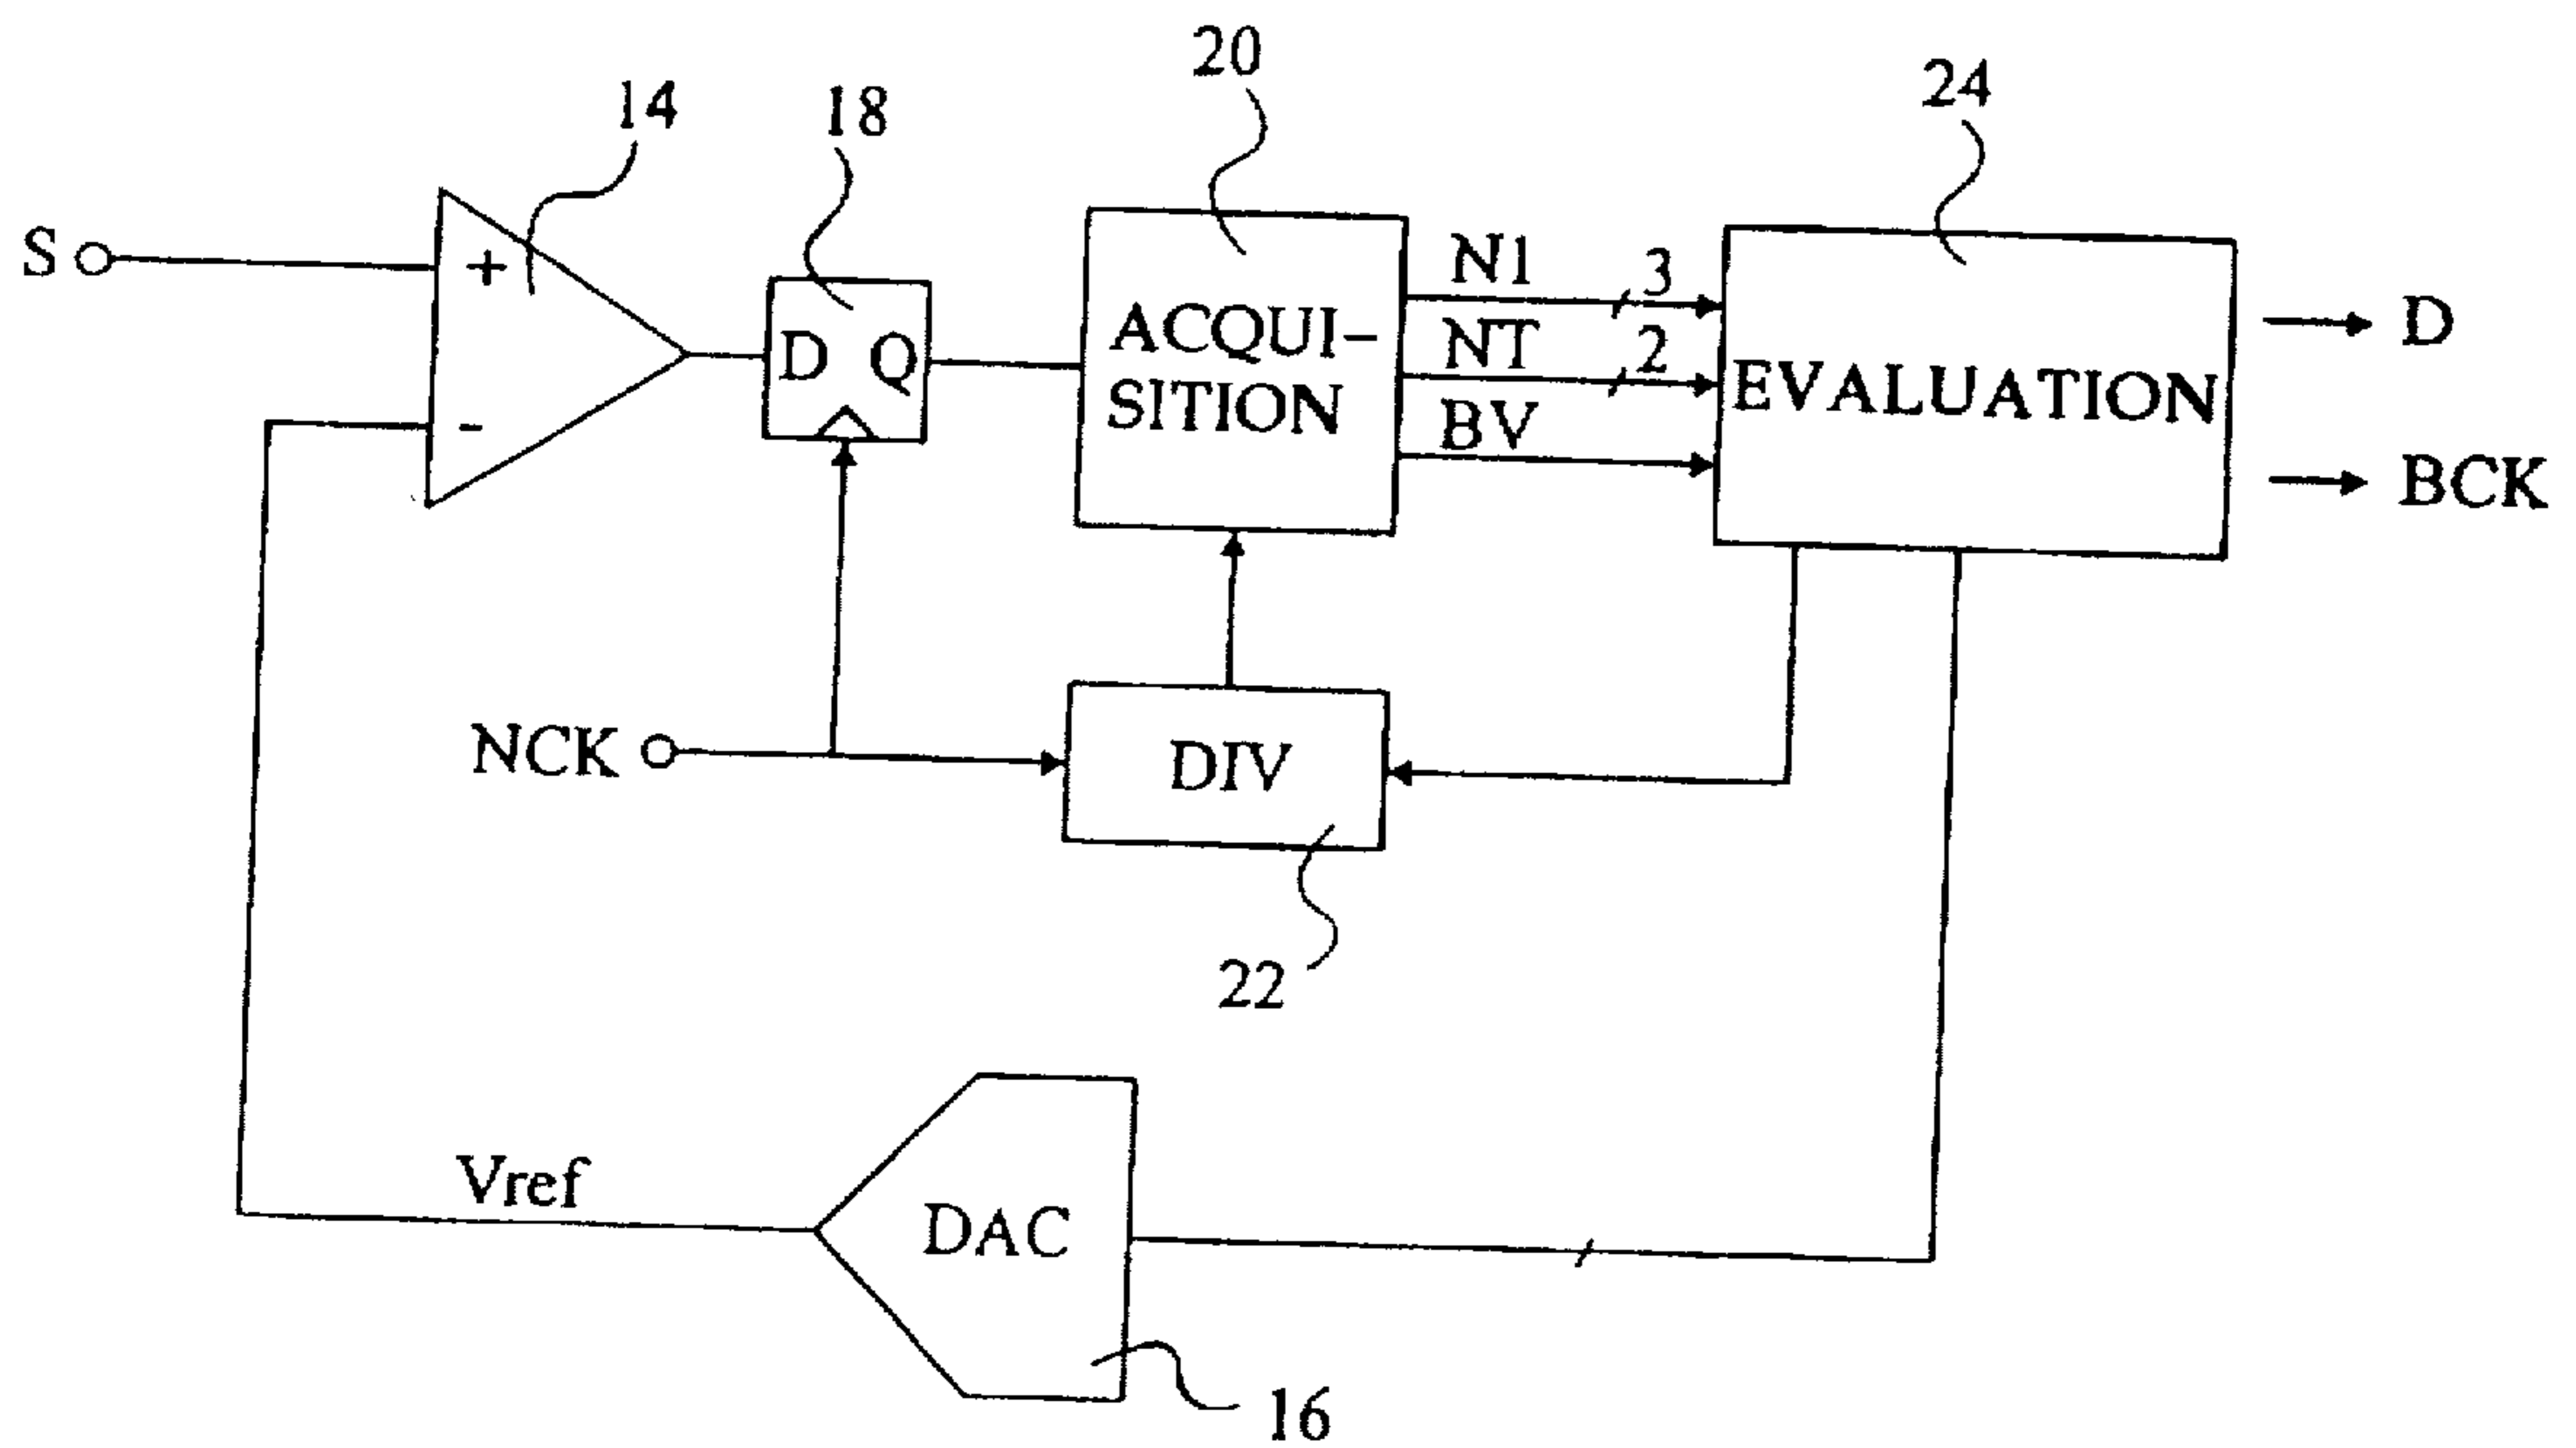 20
24
14
18
S
+
N1
3
ACQUI-
SITION
D
NT
2
D Q
EVALUATION
BV
-
BCK
NCK
DIV
22
Vref
DAC
16